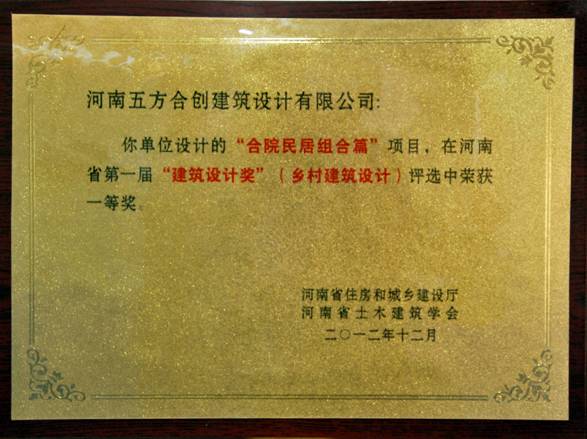 河南五方合创建筑设计有限公司:
你单位设计的“合院民居组合篇”项目，在河南
省第一届“建筑设计奖”（乡村建筑设计）评选中荣获
一等奖。
河南省住房和城乡建设厅
河南省土木建筑学会
二〇一二年十二月